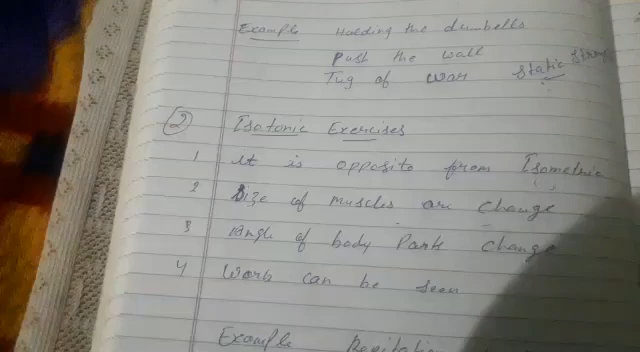 Example Holding the dumbells
Push the wall
Tug of war Static
② Isotonic Exercises
1 It is opposite from Isometric
2 Size of muscles are change
3 Angle of body Parts change
4 Work can be seen
Example